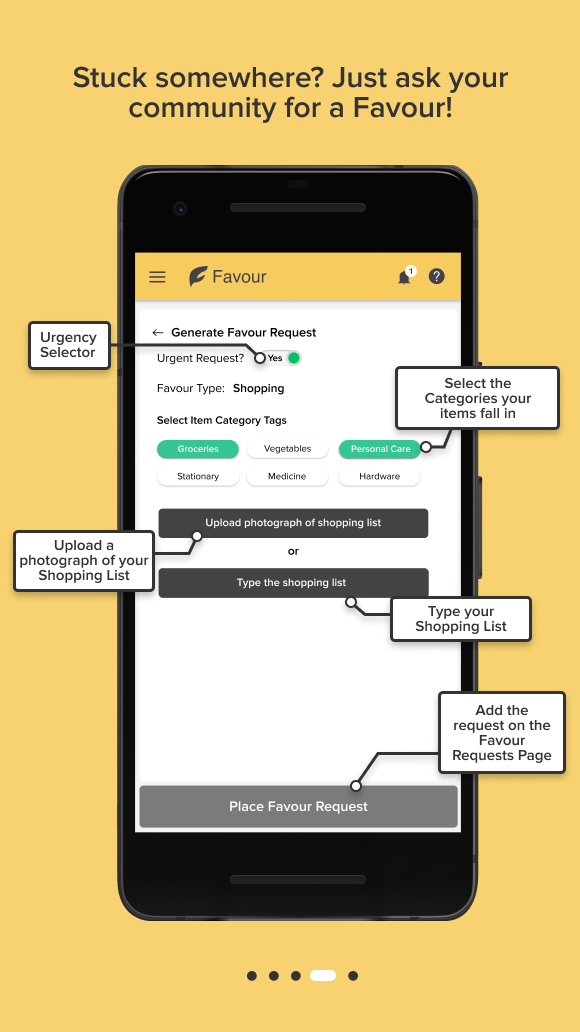 Stuck somewhere? Just ask your
community for a Favour!
Favour
1
?
← Generate Favour Request
Urgency
Selector
Urgent Request? Yes
Favour Type: Shopping
Select the
Categories your
items fall in
Select Item Category Tags
Groceries Vegetables Personal Care
Stationary Medicine Hardware
Upload photograph of shopping list
Upload a
photograph of your
Shopping List
or
Type the shopping list
Type your
Shopping List
Add the
request on the
Favour
Requests Page
Place Favour Request